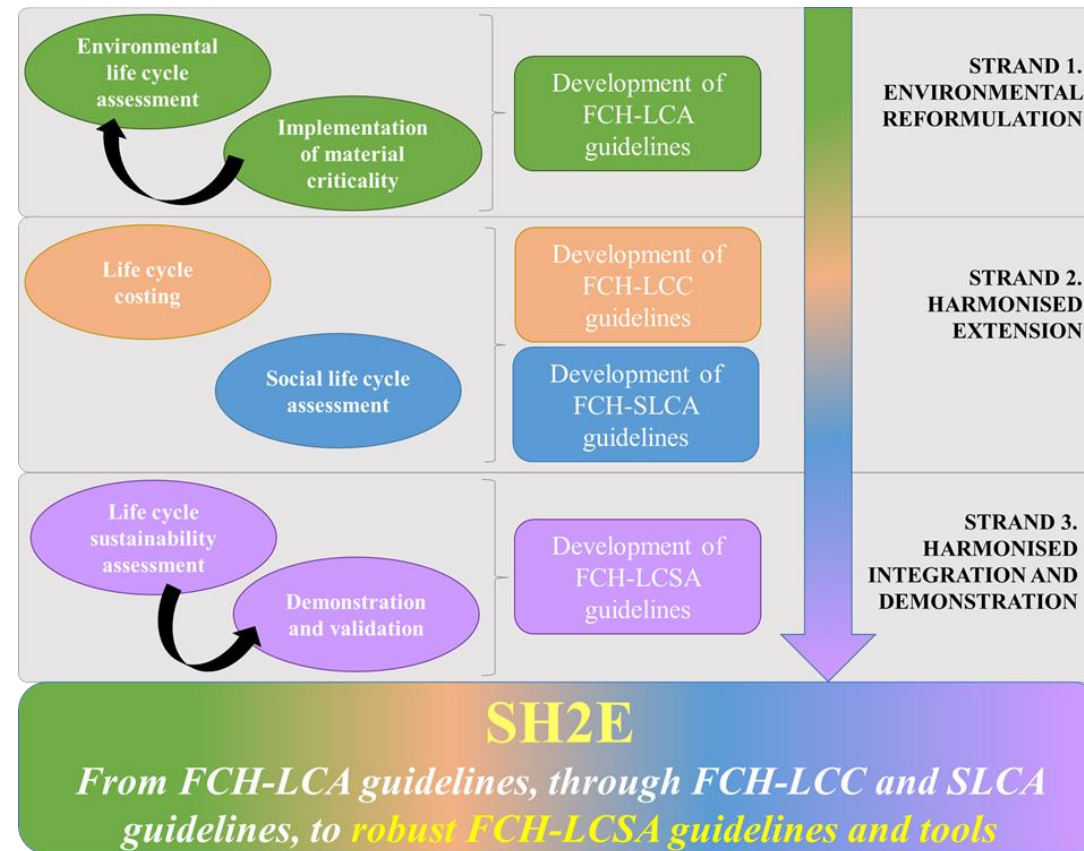 Environmental
life cycle
assessment
Implementation
of material
criticality
Development of
FCH-LCA
guidelines
STRAND 1.
ENVIRONMENTAL
REFORMULATION
Life cycle
costing
Social life cycle
assessment
Development of
FCH-LCC
guidelines
Development of
FCH-SLCA
guidelines
STRAND 2.
HARMONISED
EXTENSION
Life cycle
sustainability
assessment
Demonstration
and validation
Development of
FCH-LCSA
guidelines
STRAND 3.
HARMONISED
INTEGRATION AND
DEMONSTRATION
SH2E
From FCH-LCA guidelines, through FCH-LCC and SLCA
guidelines, to robust FCH-LCSA guidelines and tools